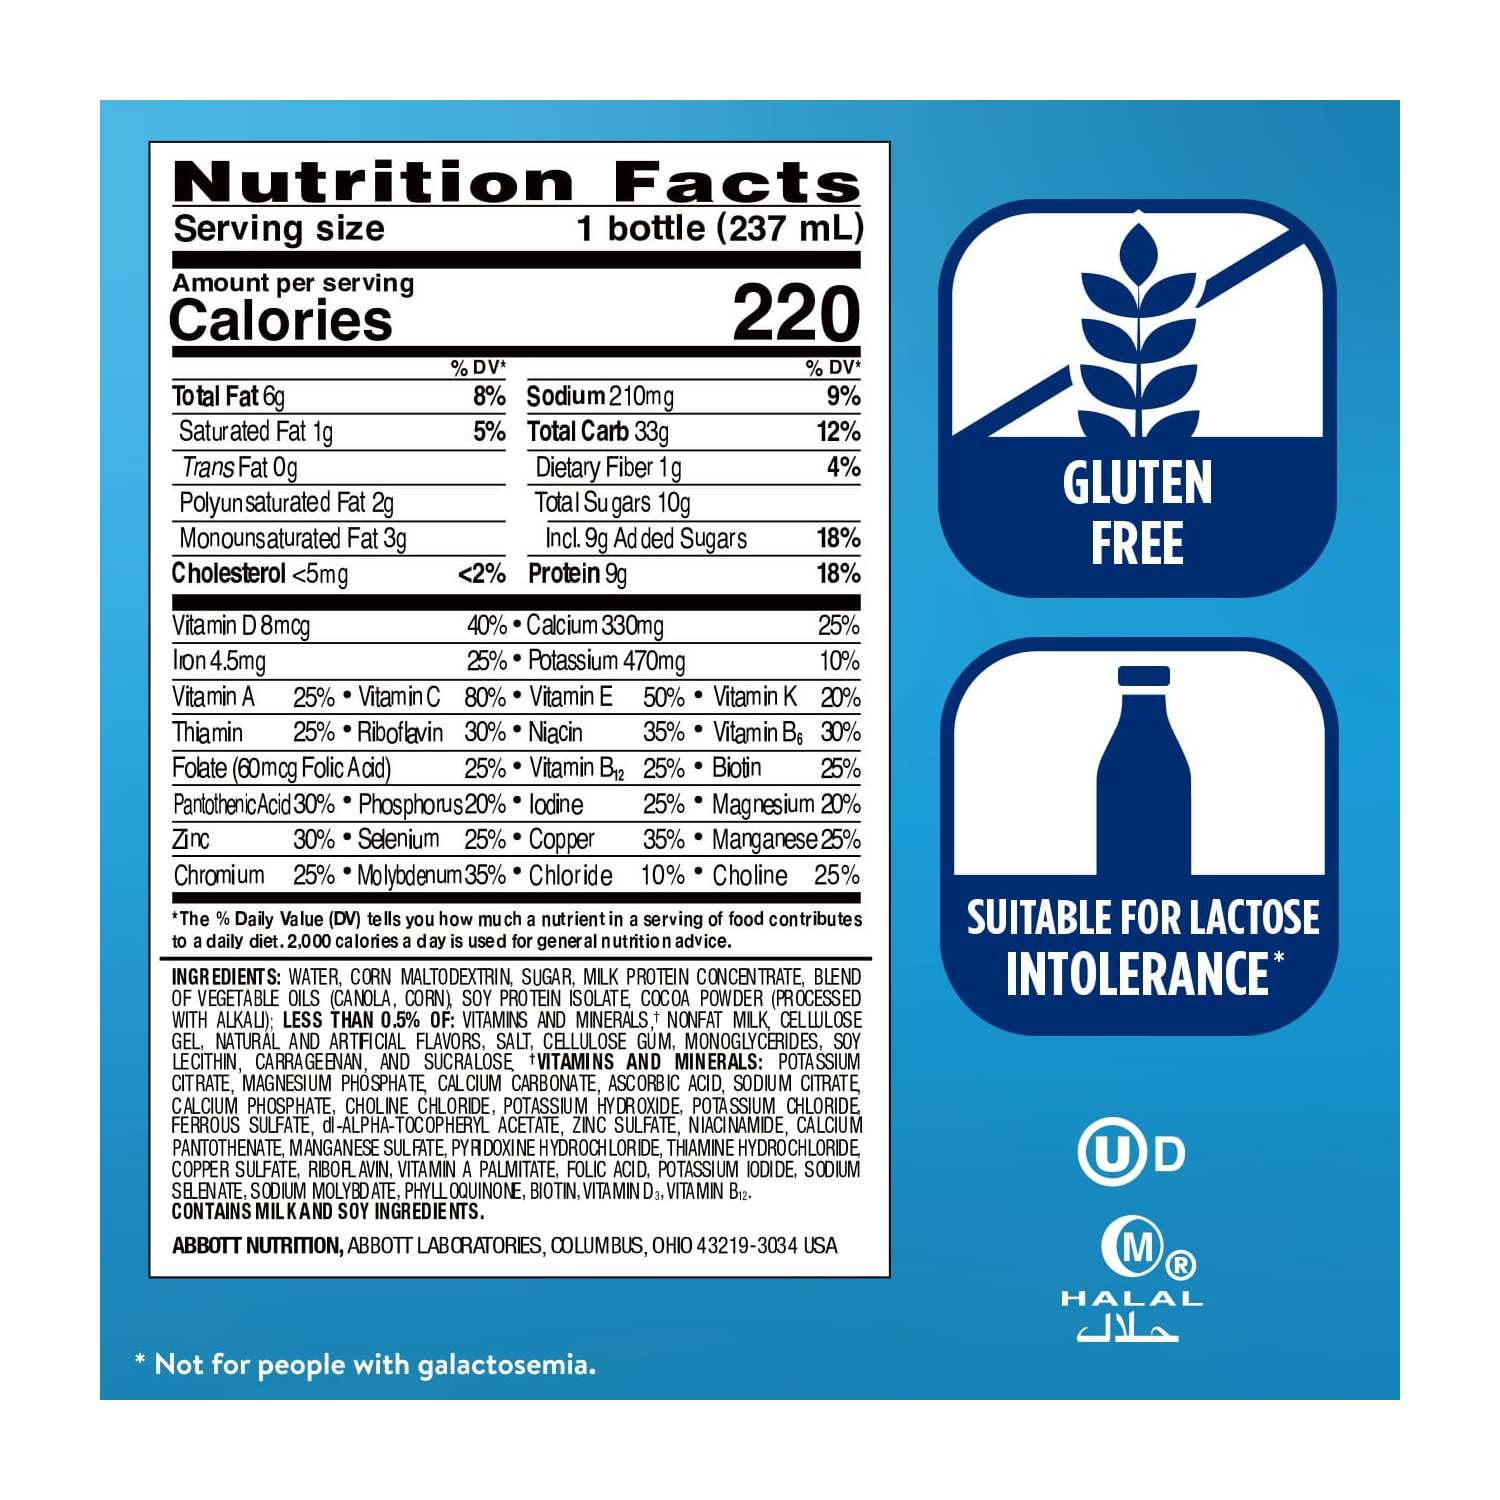 Nutrition Facts
Serving size 1 bottle (237 mL)
Amount per serving
Calories 220
% DV* % DV*
Total Fat 6g 8% Sodium 210mg 9%
Saturated Fat 1g 5% Total Carb 33g 12%
Trans Fat 0g Dietary Fiber 1g 4%
Polyunsaturated Fat 2g Total Sugars 10g
Monounsaturated Fat 3g Incl. 9g Added Sugars 18%
Cholesterol <5mg <2% Protein 9g 18%
Vitamin D 8mcg 40% • Calcium 330mg 25%
Iron 4.5mg 25% • Potassium 470mg 10%
Vitamin A 25% • Vitamin C 80% • Vitamin E 50% • Vitamin K 20%
Thiamin 25% • Riboflavin 30% • Niacin 35% • Vitamin B₆ 30%
Folate (60mcg Folic Acid) 25% • Vitamin B₁₂ 25% • Biotin 25%
Pantothenic Acid 30% • Phosphorus 20% • Iodine 25% • Magnesium 20%
Zinc 30% • Selenium 25% • Copper 35% • Manganese 25%
Chromium 25% • Molybdenum 35% • Chloride 10% • Choline 25%
*The % Daily Value (DV) tells you how much a nutrient in a serving of food contributes
to a daily diet. 2,000 calories a day is used for general nutrition advice.
INGREDIENTS: WATER, CORN MALTODEXTRIN, SUGAR, MILK PROTEIN CONCENTRATE, BLEND
OF VEGETABLE OILS (CANOLA, CORN), SOY PROTEIN ISOLATE, COCOA POWDER (PROCESSED
WITH ALKALI); LESS THAN 0.5% OF: VITAMINS AND MINERALS,† NONFAT MILK, CELLULOSE
GEL, NATURAL AND ARTIFICIAL FLAVORS, SALT, CELLULOSE GUM, MONOGLYCERIDES, SOY
LECITHIN, CARRAGEENAN, AND SUCRALOSE. †VITAMINS AND MINERALS: POTASSIUM
CITRATE, MAGNESIUM PHOSPHATE, CALCIUM CARBONATE, ASCORBIC ACID, SODIUM CITRATE,
CALCIUM PHOSPHATE, CHOLINE CHLORIDE, POTASSIUM HYDROXIDE, POTASSIUM CHLORIDE,
FERROUS SULFATE, dl-ALPHA-TOCOPHERYL ACETATE, ZINC SULFATE, NIACINAMIDE, CALCIUM
PANTOTHENATE, MANGANESE SULFATE, PYRIDOXINE HYDROCHLORIDE, THIAMINE HYDROCHLORIDE,
COPPER SULFATE, RIBOFLAVIN, VITAMIN A PALMITATE, FOLIC ACID, POTASSIUM IODIDE, SODIUM
SELENATE, SODIUM MOLYBDATE, PHYLLOQUINONE, BIOTIN, VITAMIN D₃, VITAMIN B₁₂.
CONTAINS MILK AND SOY INGREDIENTS.
ABBOTT NUTRITION, ABBOTT LABORATORIES, COLUMBUS, OHIO 43219-3034 USA
* Not for people with galactosemia.
GLUTEN
FREE
SUITABLE FOR LACTOSE
INTOLERANCE*
U D
M ®
HALAL
حلال